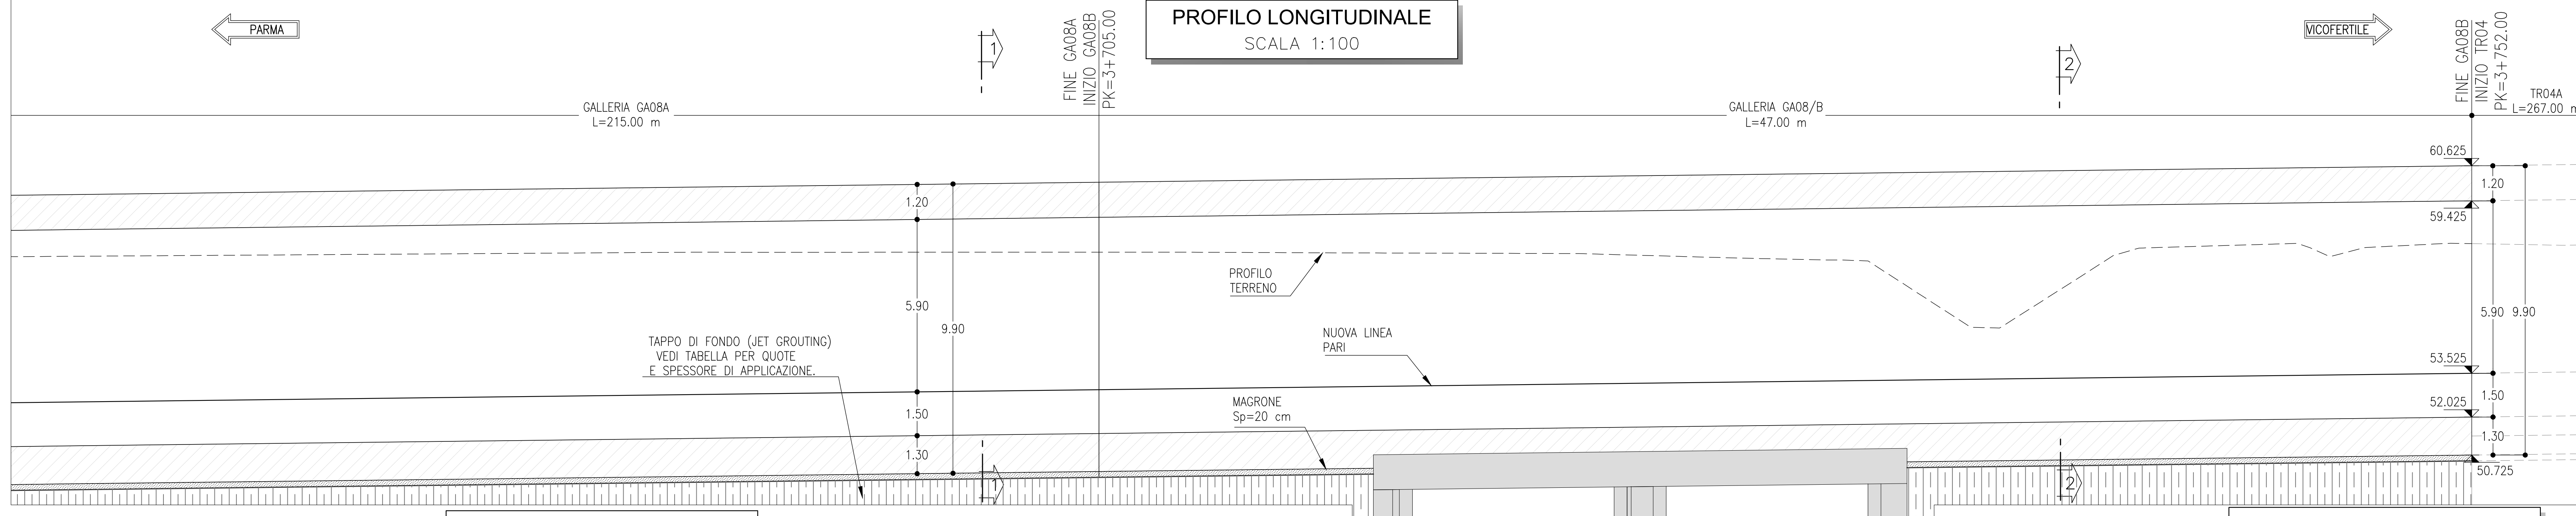 PROFILO LONGITUDINALE
SCALA 1:100
PARMA
1
FINE GA08A
INIZIO GA08B
PK=3+705.00
2
VICOFERTILE
FINE GA08B
INIZIO TR04
PK=3+752.00
GALLERIA GA08A
L=215.00 m
GALLERIA GA08/B
L=47.00 m
TR04A
L=267.00 m
60.625
1.20
1.20
59.425
PROFILO
TERRENO
5.90
9.90
5.90
9.90
NUOVA LINEA
PARI
TAPPO DI FONDO (JET GROUTING)
VEDI TABELLA PER QUOTE
E SPESSORE DI APPLICAZIONE.
53.525
1.50
1.50
MAGRONE
Sp=20 cm
52.025
1.30
1.30
50.725
1
2